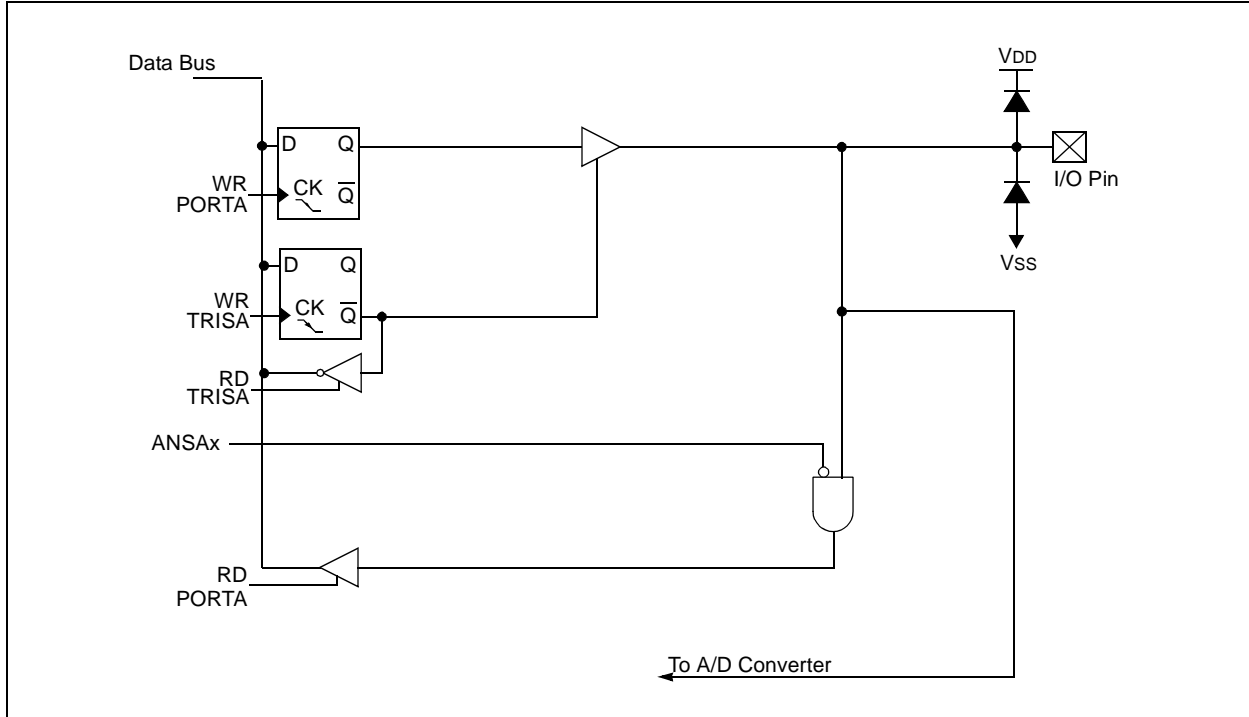 Data Bus
VDD
D Q
CK
Q̅
WR
PORTA
I/O Pin
VSS
D Q
CK
Q̅
WR
TRISA
RD
TRISA
ANSAx
RD
PORTA
To A/D Converter